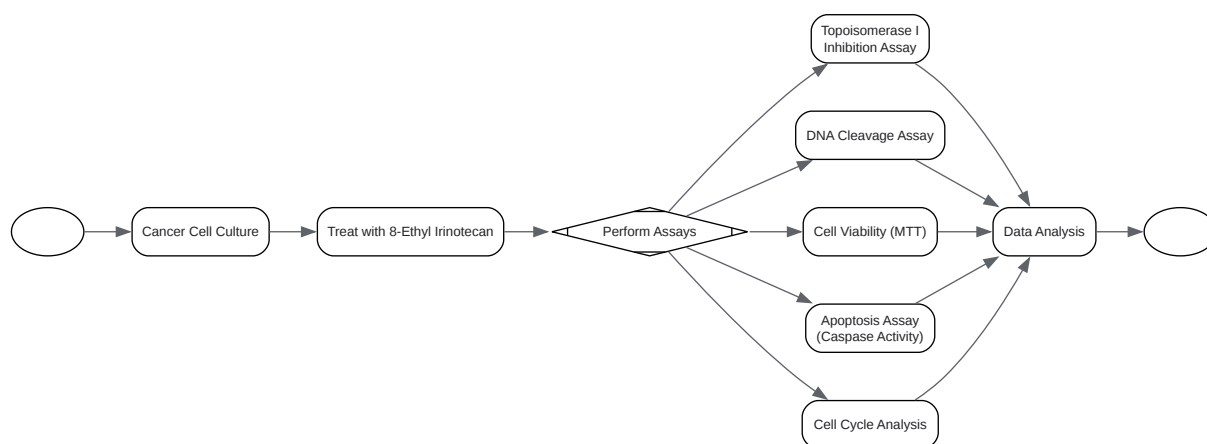 Topoisomerase I
Inhibition Assay
DNA Cleavage Assay
Cancer Cell Culture
Treat with 8-Ethyl Irinotecan
Perform Assays
Cell Viability (MTT)
Data Analysis
Apoptosis Assay
(Caspase Activity)
Cell Cycle Analysis